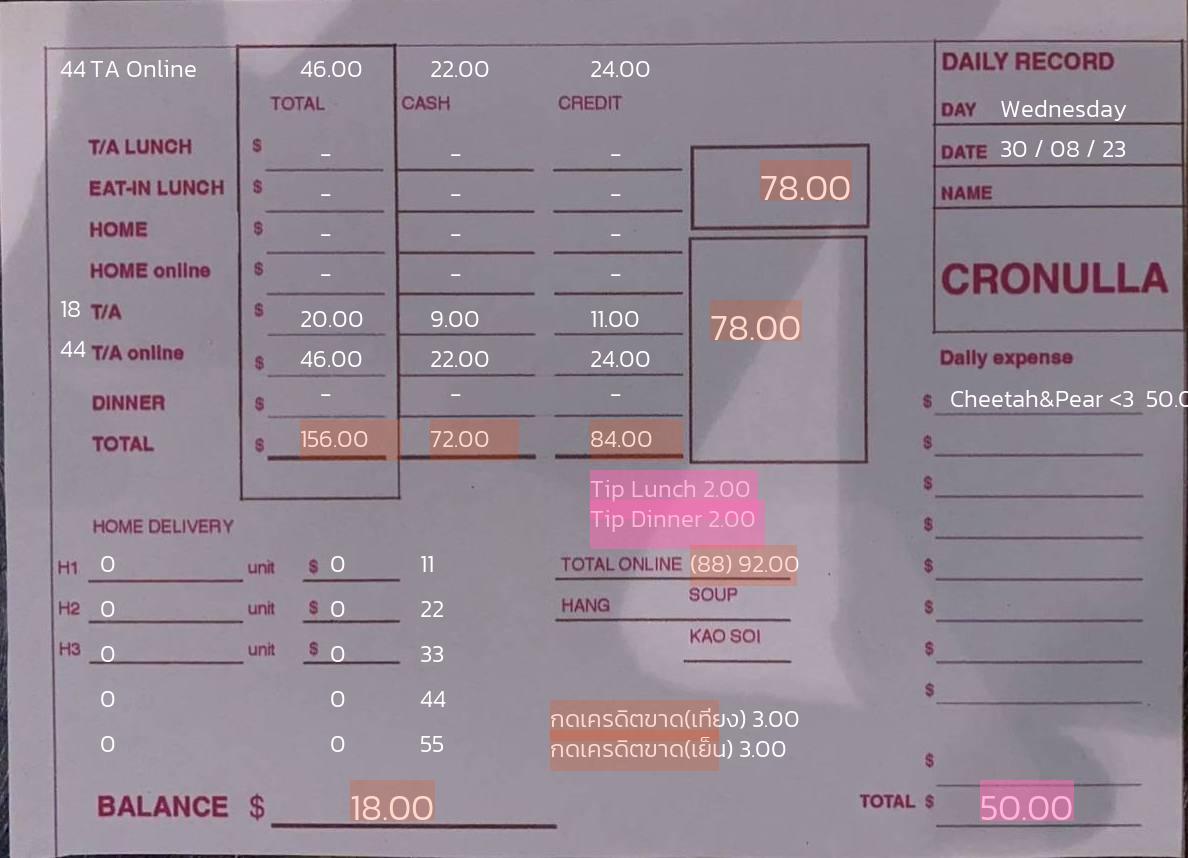 44 TA Online 46.00 22.00 24.00
TOTAL CASH CREDIT
T/A LUNCH $ – – –
EAT-IN LUNCH $ – – –
HOME $ – – –
HOME online $ – – –
18 T/A $ 20.00 9.00 11.00
44 T/A online $ 46.00 22.00 24.00
DINNER $ – – –
TOTAL $ 156.00 72.00 84.00
78.00
78.00
Tip Lunch 2.00
Tip Dinner 2.00
HOME DELIVERY
H1 0 unit $ 0 11
H2 0 unit $ 0 22
H3 0 unit $ 0 33
0 0 44
0 0 55
TOTAL ONLINE (88) 92.00
HANG SOUP
KAO SOI
กดเครดิตขาด(เที่ยง) 3.00
กดเครดิตขาด(เย็น) 3.00
BALANCE $ 18.00
DAILY RECORD
DAY Wednesday
DATE 30 / 08 / 23
NAME
CRONULLA
Daily expense
$ Cheetah&Pear <3 50.0
$
$
$
$
$
$
$
$
TOTAL $ 50.00